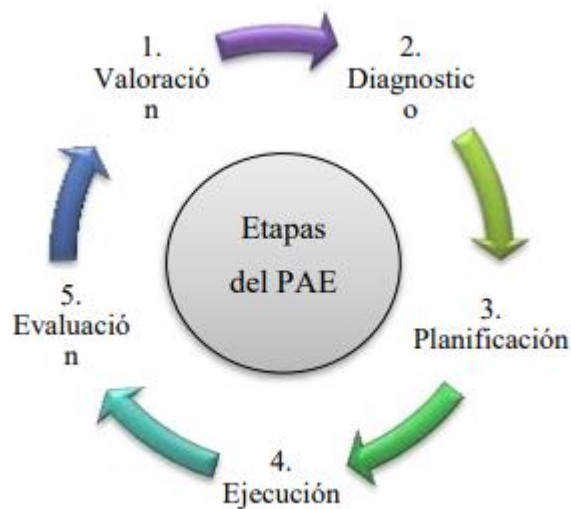 1.
Valoració
n
2.
Diagnostic
o
3.
Planificación
4.
Ejecución
5.
Evaluació
n
Etapas
del PAE